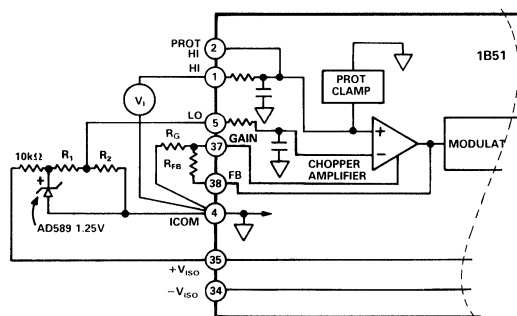 PROT
HI
2
1B51
HI
1
PROT
CLAMP
V_I
LO
5
R_G
GAIN
37
+
−
MODULAT
10kΩ
R_1
R_2
R_FB
CHOPPER
AMPLIFIER
38
FB
+
ICOM
4
AD589 1.25V
35
+V_ISO
34
−V_ISO